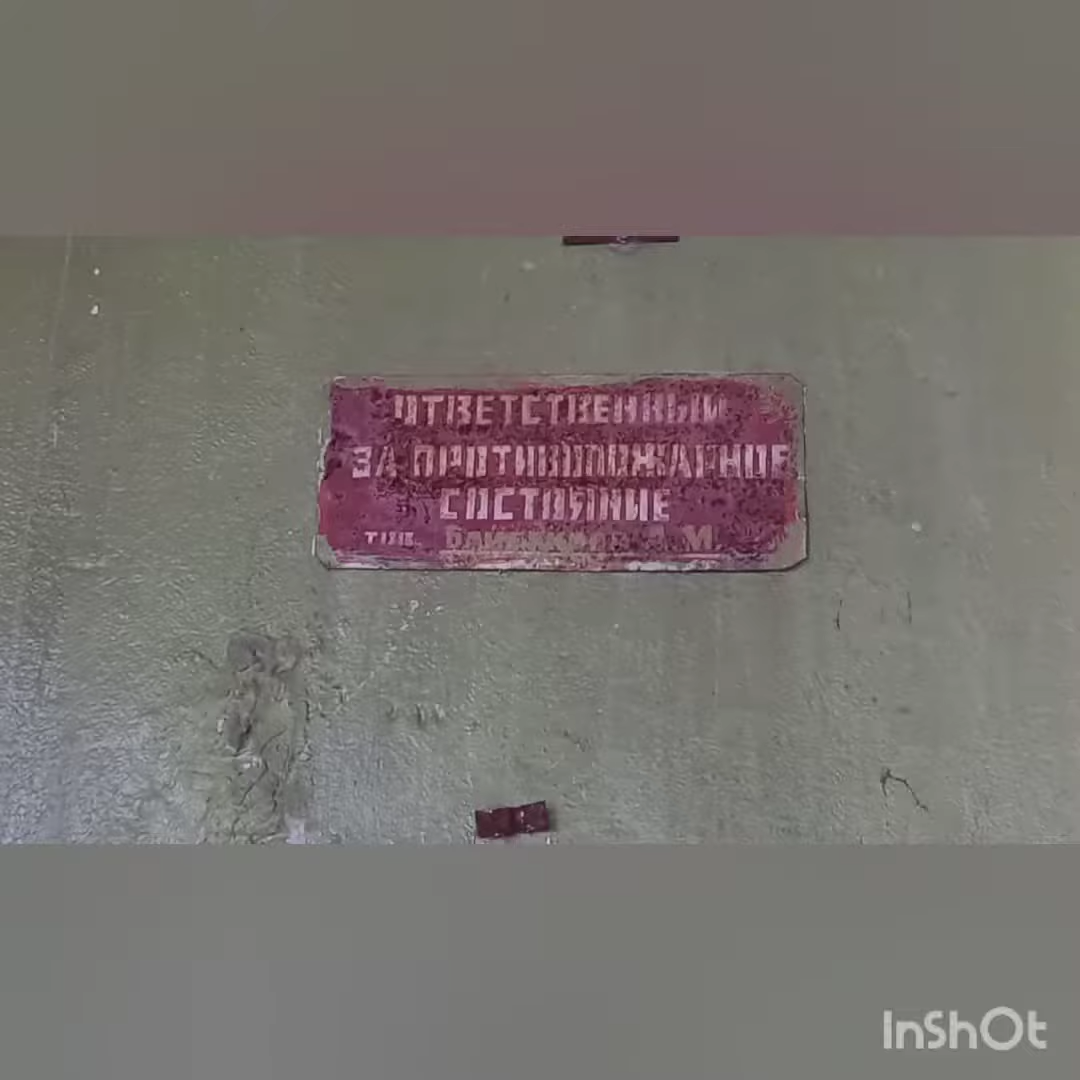 ОТВЕТСТВЕННЫЙ
ЗА ПРОТИВОПОЖАРНОЕ
СОСТОЯНИЕ
тов. М.
InShOt